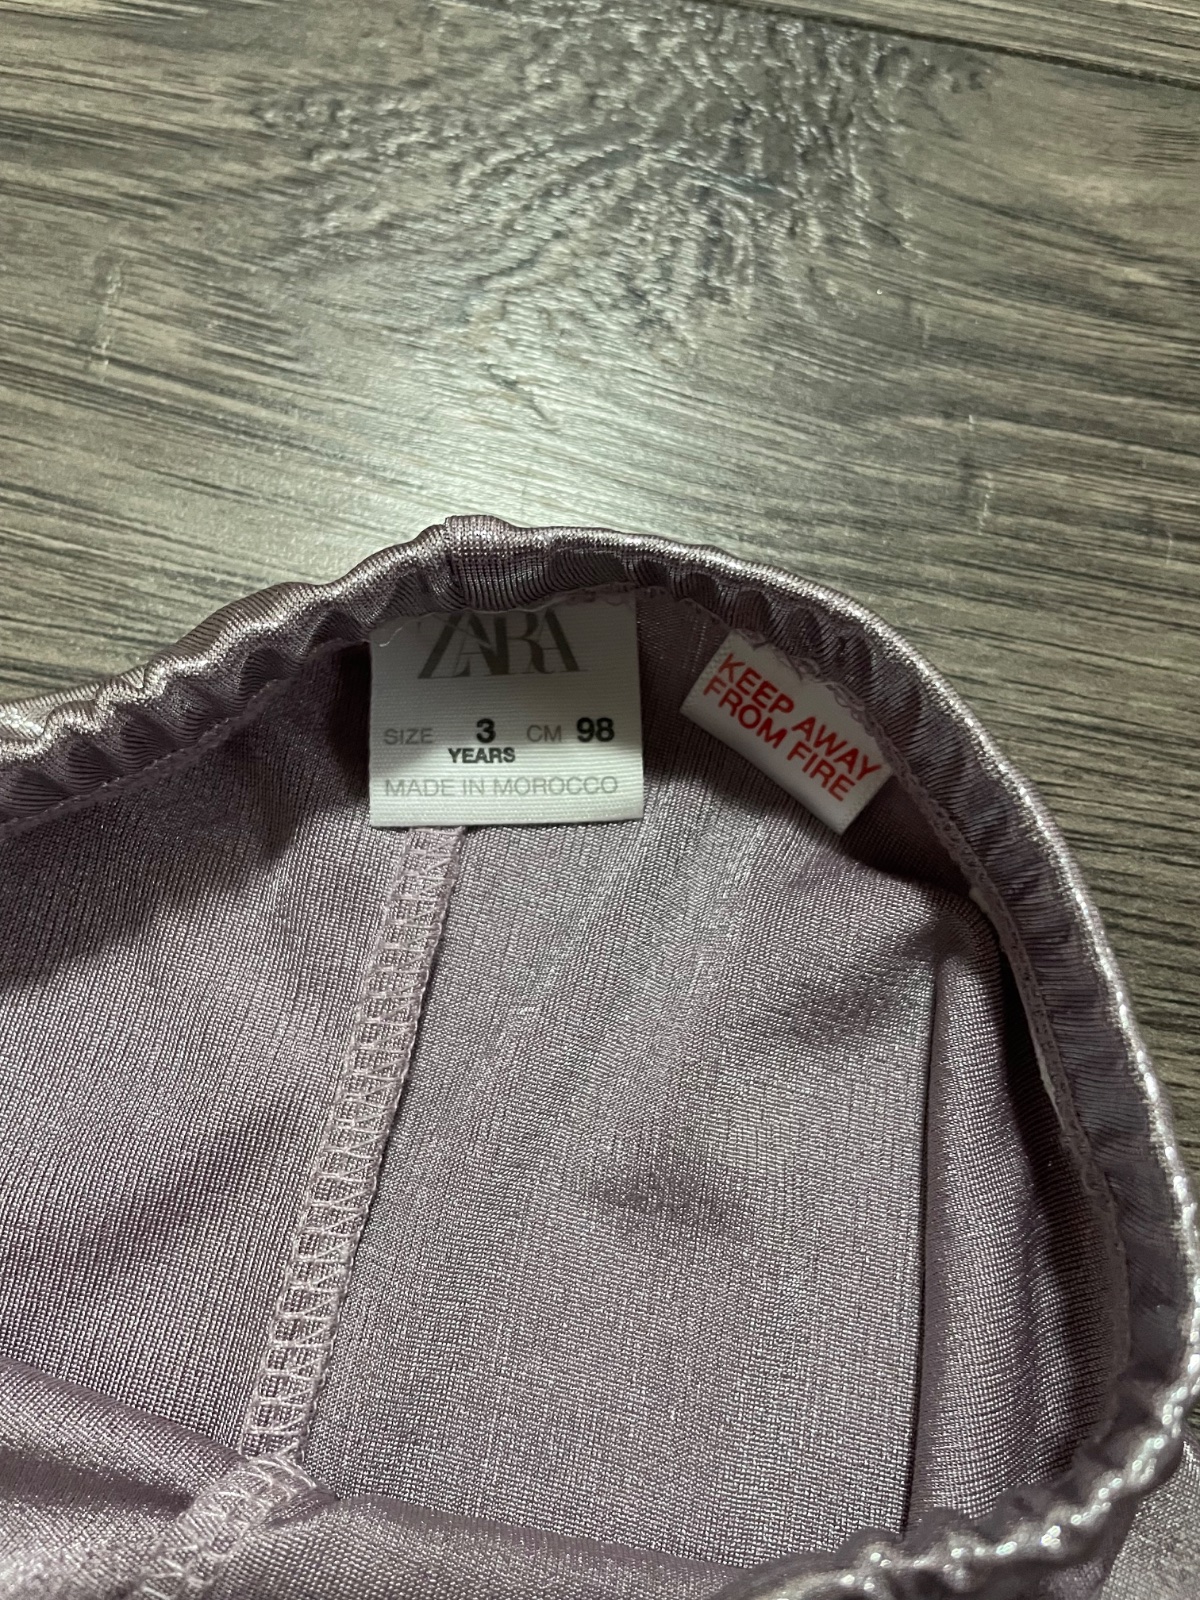 ZARA
SIZE 3 CM 98
YEARS
MADE IN MOROCCO
KEEP AWAY
FROM FIRE